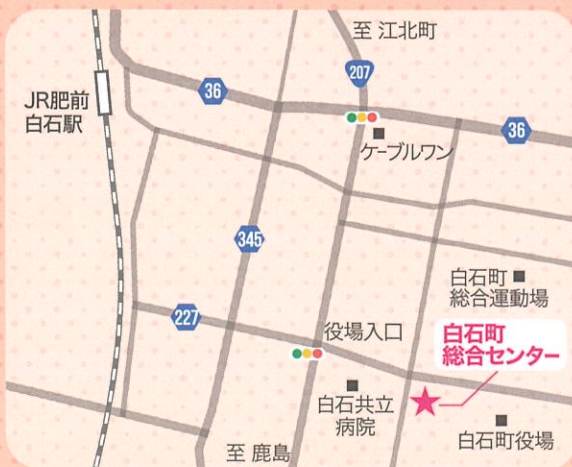 至 江北町
207
36
JR肥前
白石駅
36
ケーブルワン
345
白石町
総合運動場
227
役場入口
白石町
総合センター
白石共立
病院
白石町役場
至 鹿島